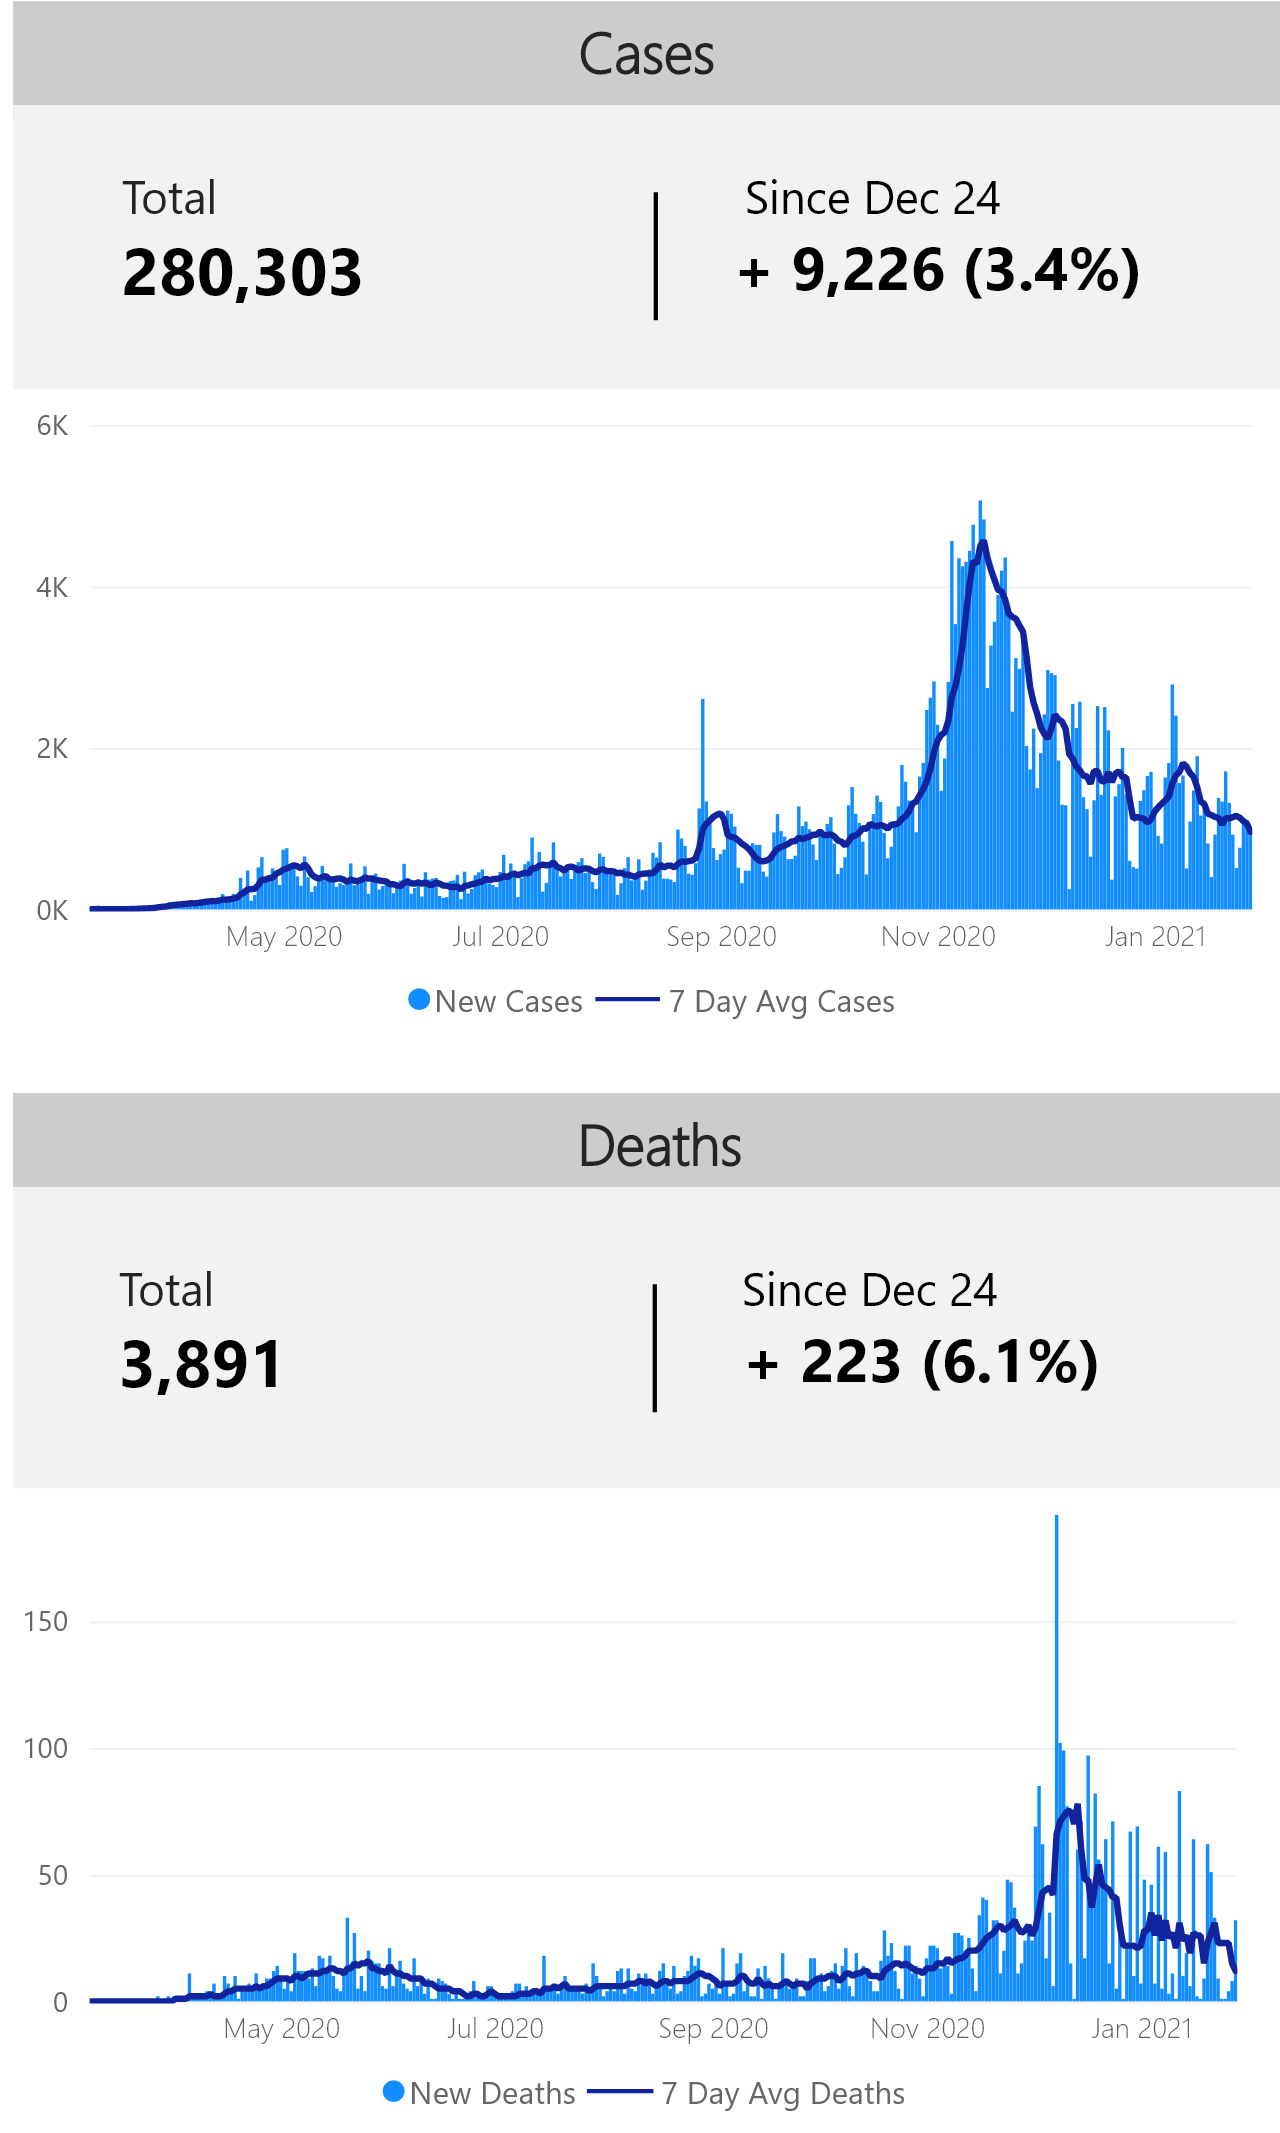 Cases
Total
Since Dec 24
280,303
+ 9,226 (3.4%)
6K
4K
2K
0K
May 2020
Jul 2020
Sep 2020
Nov 2020
Jan 2021
New Cases
7 Day Avg Cases
Deaths
Total
Since Dec 24
3,891
+ 223 (6.1%)
150
100
50
0
May 2020
Jul 2020
Sep 2020
Nov 2020
Jan 2021
New Deaths
7 Day Avg Deaths